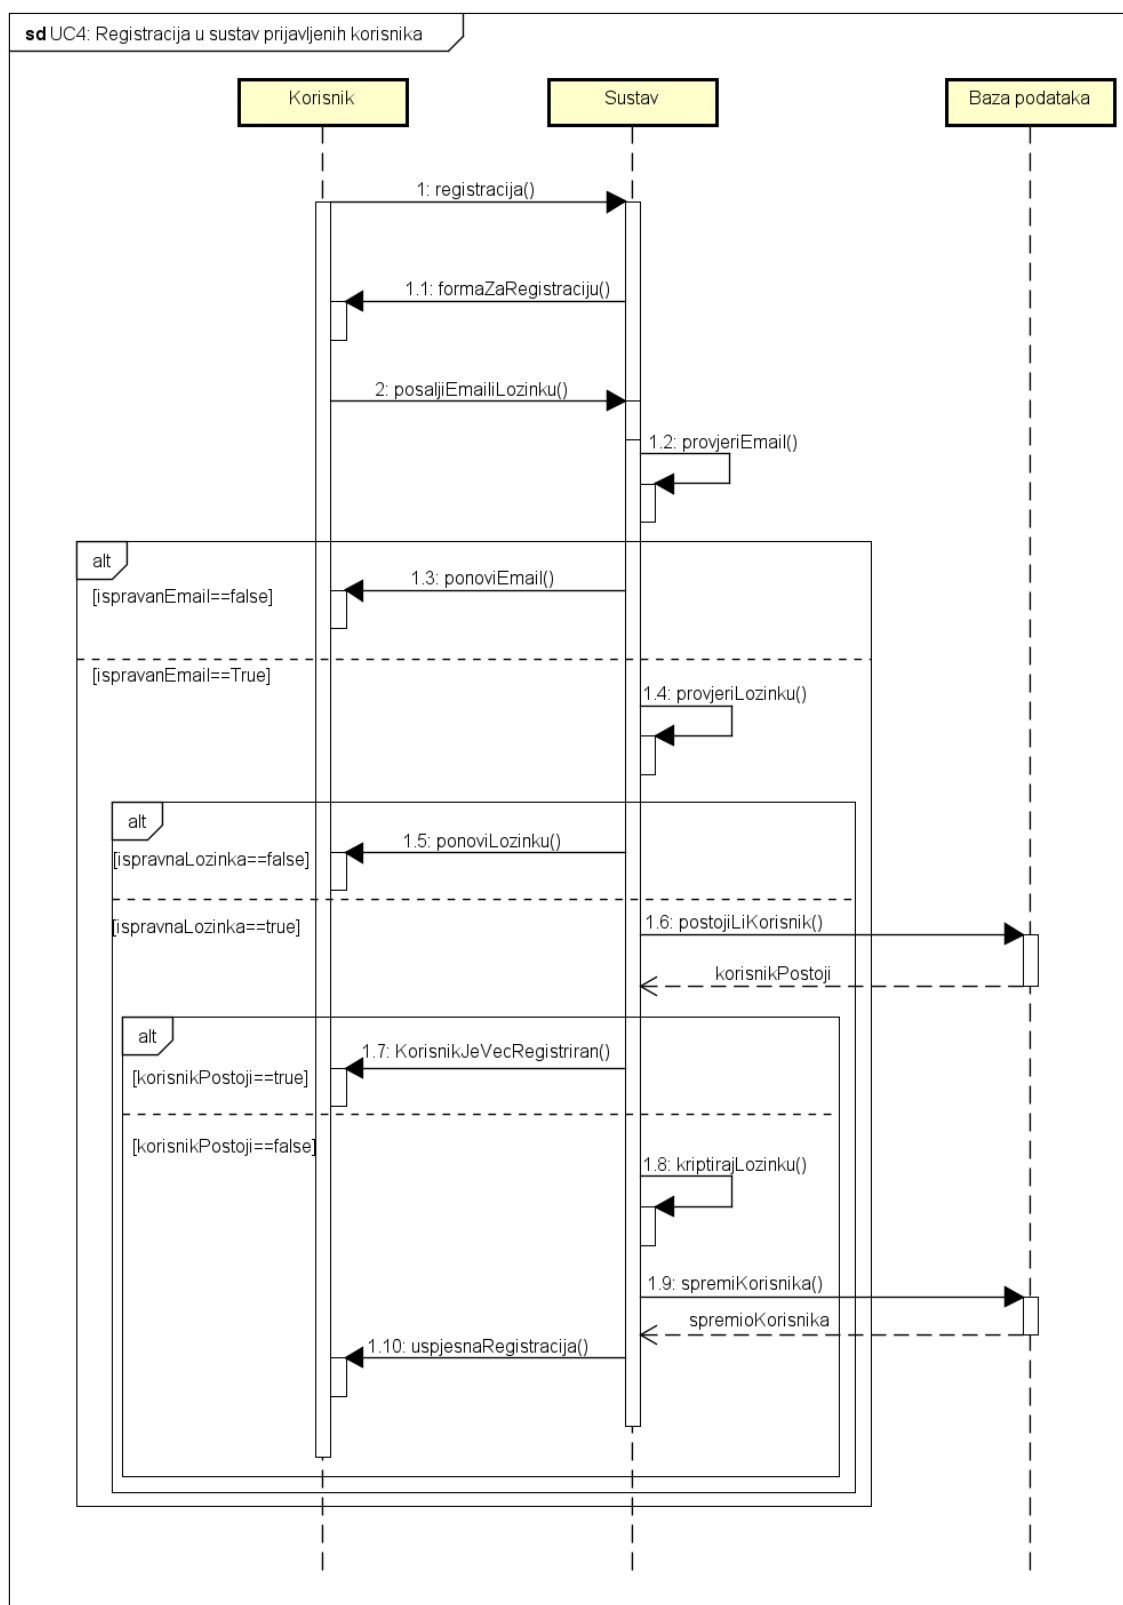 sd UC4: Registracija u sustav prijavljenih korisnika
Korisnik
Sustav
Baza podataka
1: registracija()
1.1: formaZaRegistraciju()
2: posaljiEmailiLozinku()
1.2: provjeriEmail()
alt
1.3: ponoviEmail()
[ispravanEmail==false]
[ispravanEmail==True]
1.4: provjeriLozinku()
alt
1.5: ponoviLozinku()
[ispravnaLozinka==false]
[ispravnaLozinka==true]
1.6: postojiLiKorisnik()
korisnikPostoji
alt
1.7: KorisnikJeVecRegistriran()
[korisnikPostoji==true]
[korisnikPostoji==false]
1.8: kriptirajLozinku()
1.9: spremiKorisnika()
spremioKorisnika
1.10: uspjesnaRegistracija()